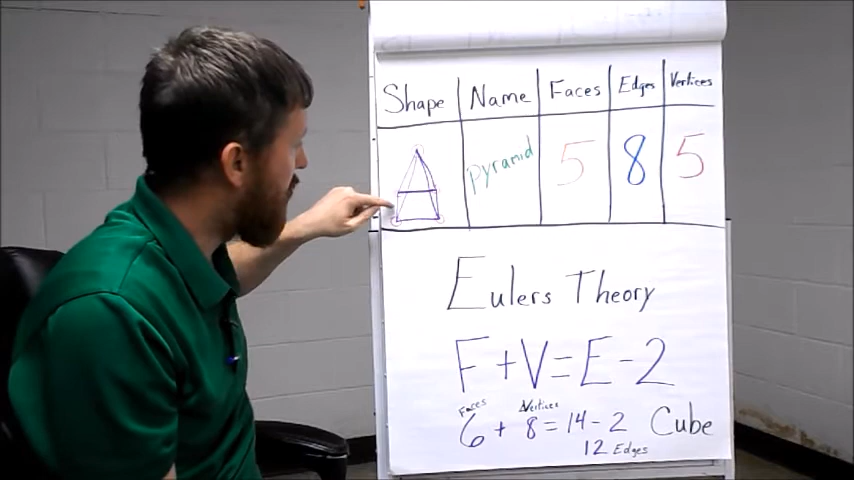 Shape Name Faces Edges Vertices
Pyramid 5 8 5
Eulers Theory
F+V=E-2
Faces Vertices
6 + 8 = 14 - 2 Cube
12 Edges